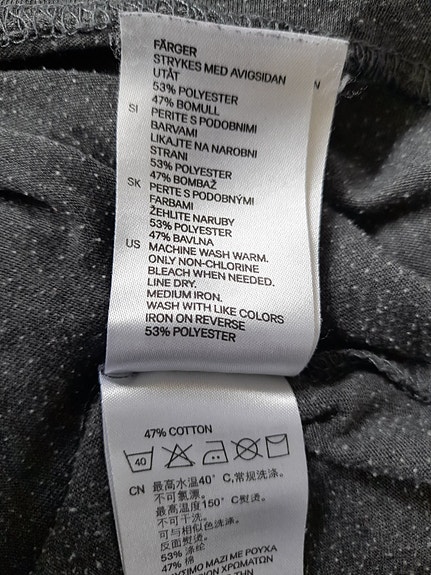 FÄRGER
STRYKES MED AVIGSIDAN
UTÅT
53% POLYESTER
47% BOMULL
SI PERITE S PODOBNIMI
BARVAMI
LIKAJTE NA NAROBNI
STRANI
53% POLYESTER
47% BOMBAŽ
SK PERTE S PODOBNÝMI
FARBAMI
ŽEHLITE NARUBY
53% POLYESTER
47% BAVLNA
US MACHINE WASH WARM.
ONLY NON-CHLORINE
BLEACH WHEN NEEDED.
LINE DRY.
MEDIUM IRON.
WASH WITH LIKE COLORS
IRON ON REVERSE
53% POLYESTER
N
47% COTTON
40
CN 最高水温40°C,常规洗涤。
不可氯漂。
最高温度150°C熨烫。
不可干洗。
可与相似色洗涤。
反面熨烫。
53% 涤纶
47% 棉
ΜΑΖΙ ΜΕ ΡΟΥΧΑ
ΧΡΩΜΑΤΩΝ